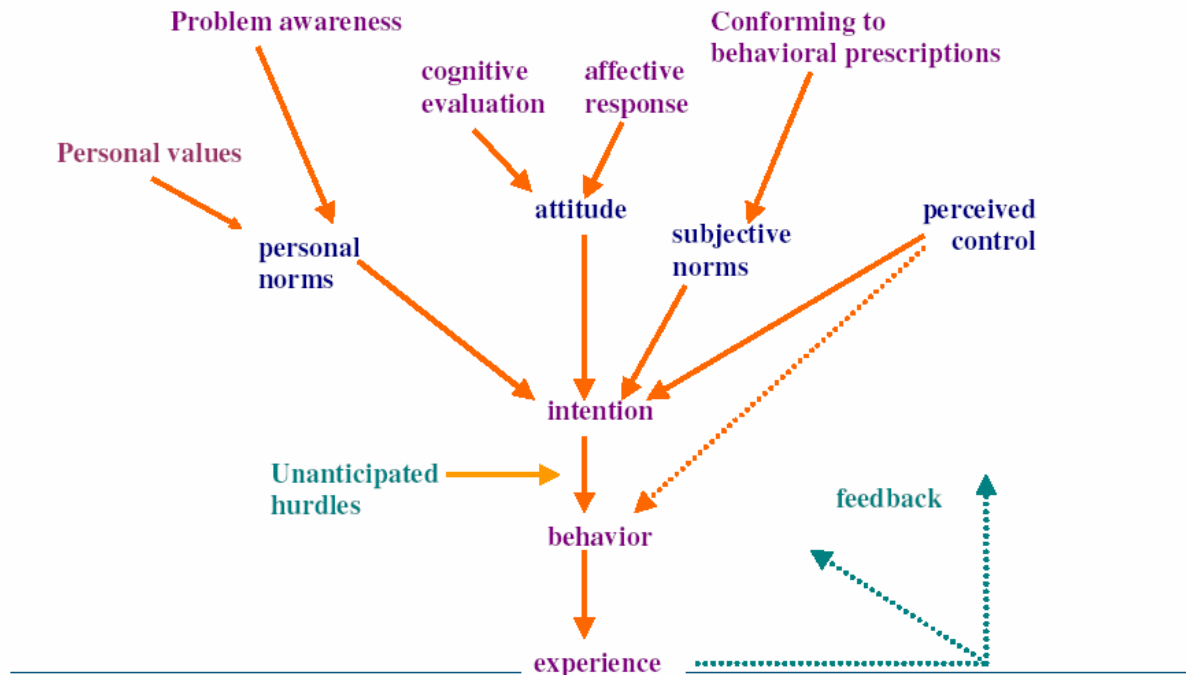 Problem awareness
Conforming to
behavioral prescriptions
cognitive
evaluation
affective
response
Personal values
attitude
perceived
control
subjective
norms
personal
norms
intention
Unanticipated
hurdles
feedback
behavior
experience